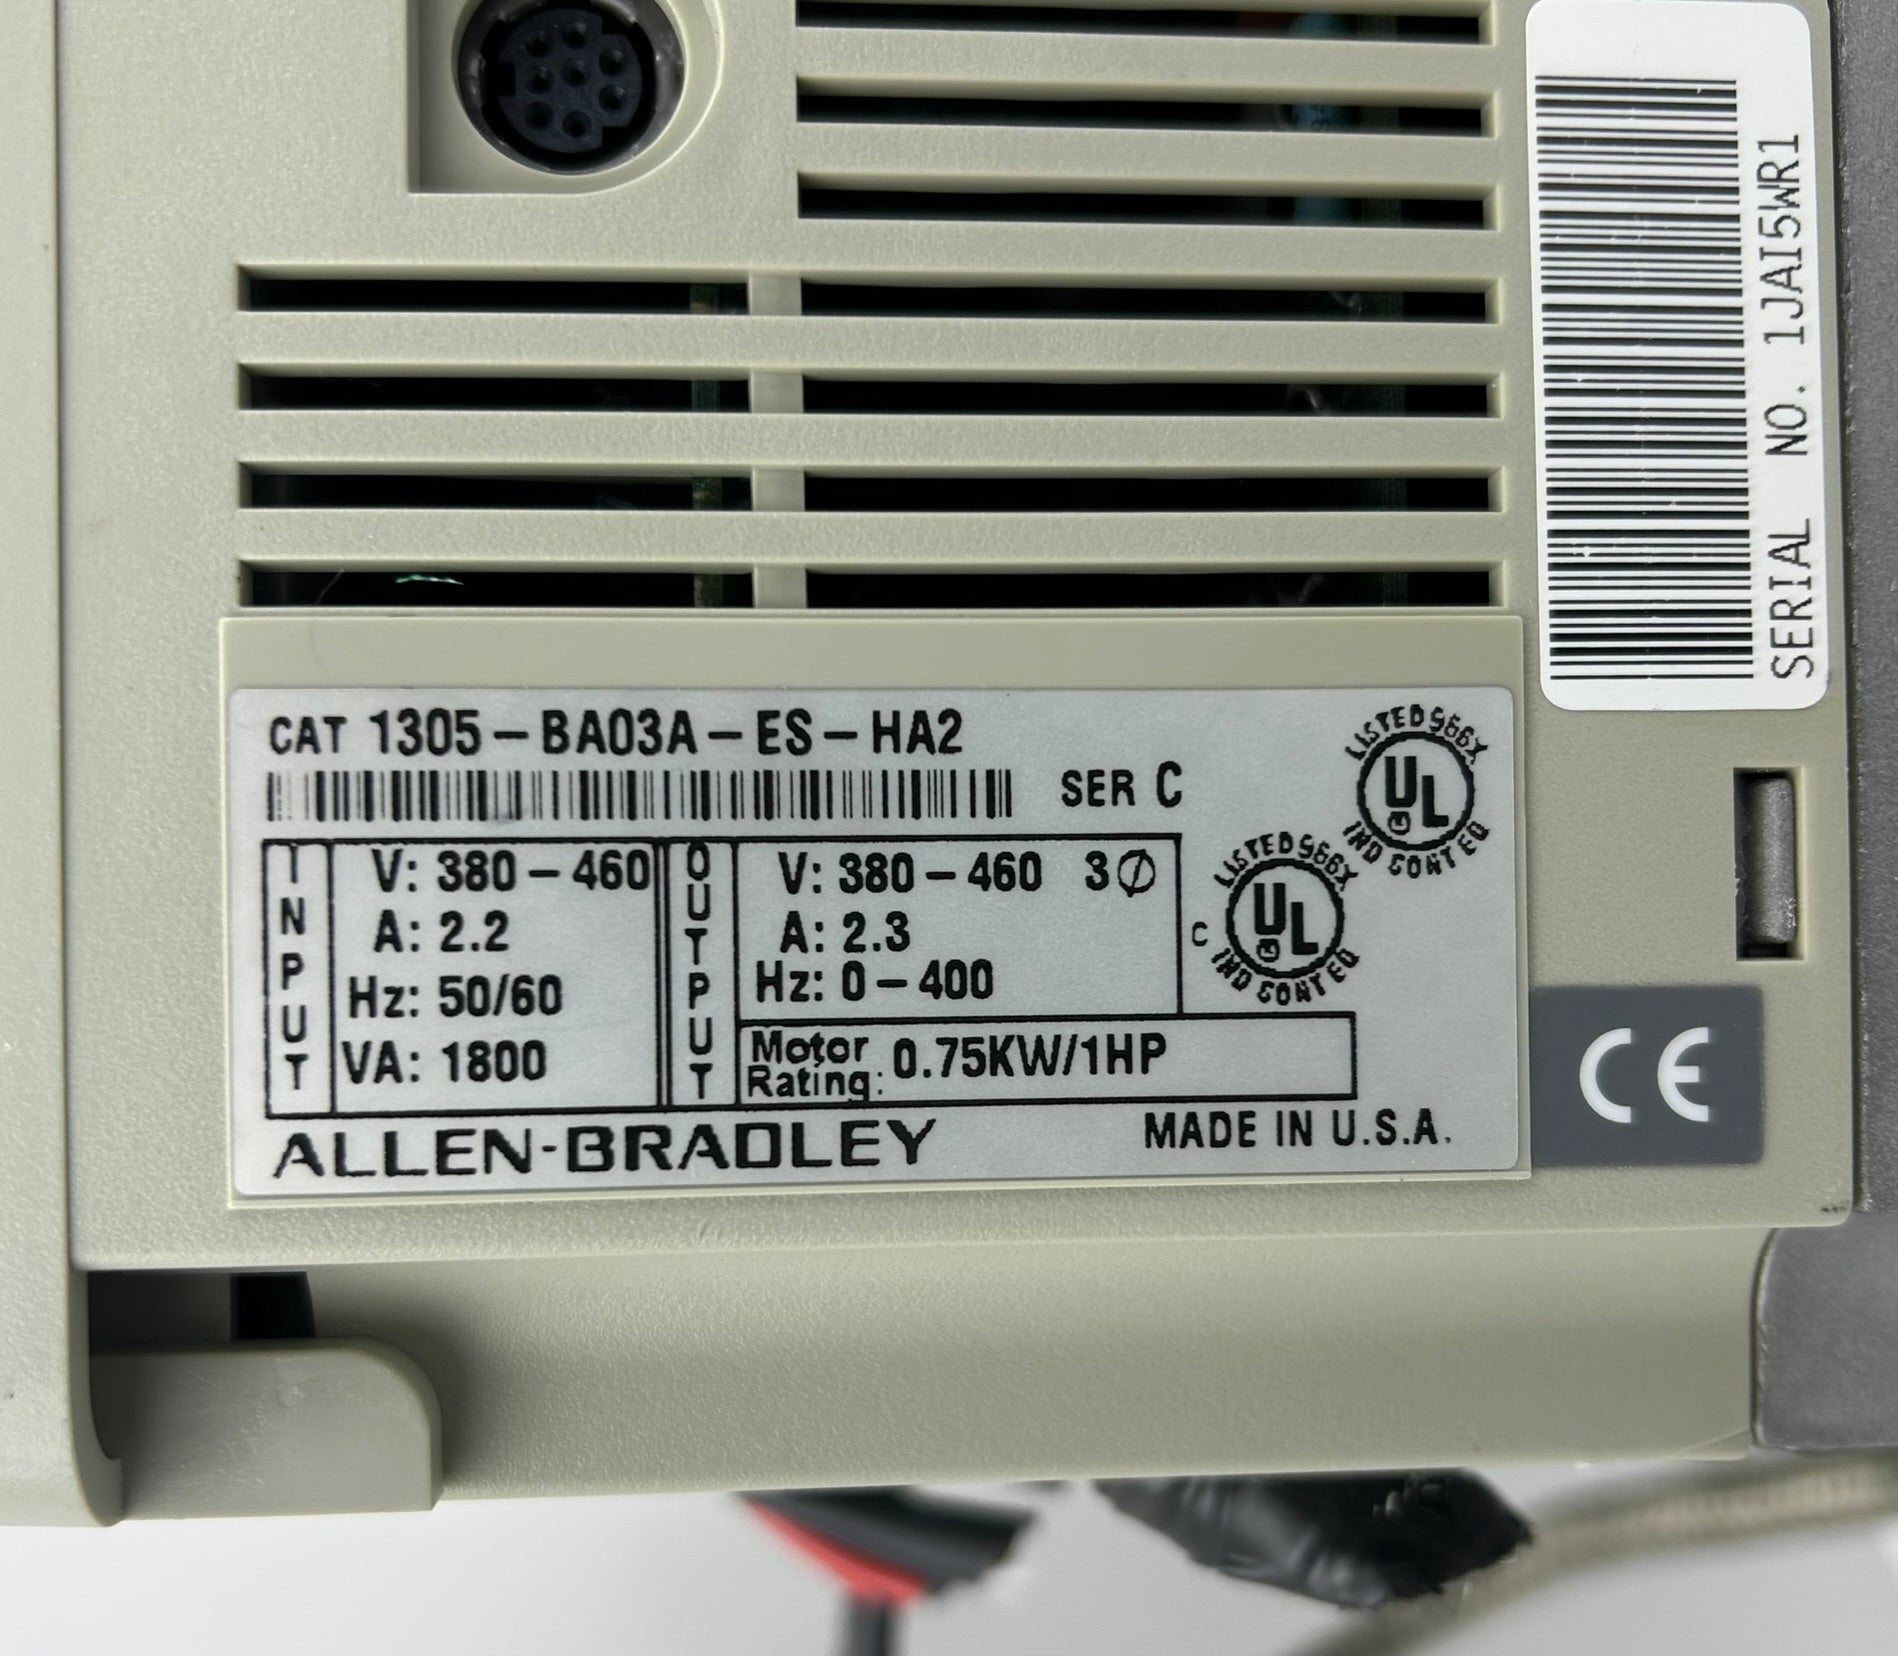 SERIAL NO. 1JAI5WR1
CAT 1305-BA03A-ES-HA2
SER C
LISTED 966X
UL
IND CONT EQ
INPUT
V: 380-460
A: 2.2
Hz: 50/60
VA: 1800
OUTPUT
V: 380-460 3Ø
A: 2.3
Hz: 0-400
Motor Rating: 0.75KW/1HP
C
LISTED 966X
UL
IND CONT EQ
CE
ALLEN-BRADLEY
MADE IN U.S.A.